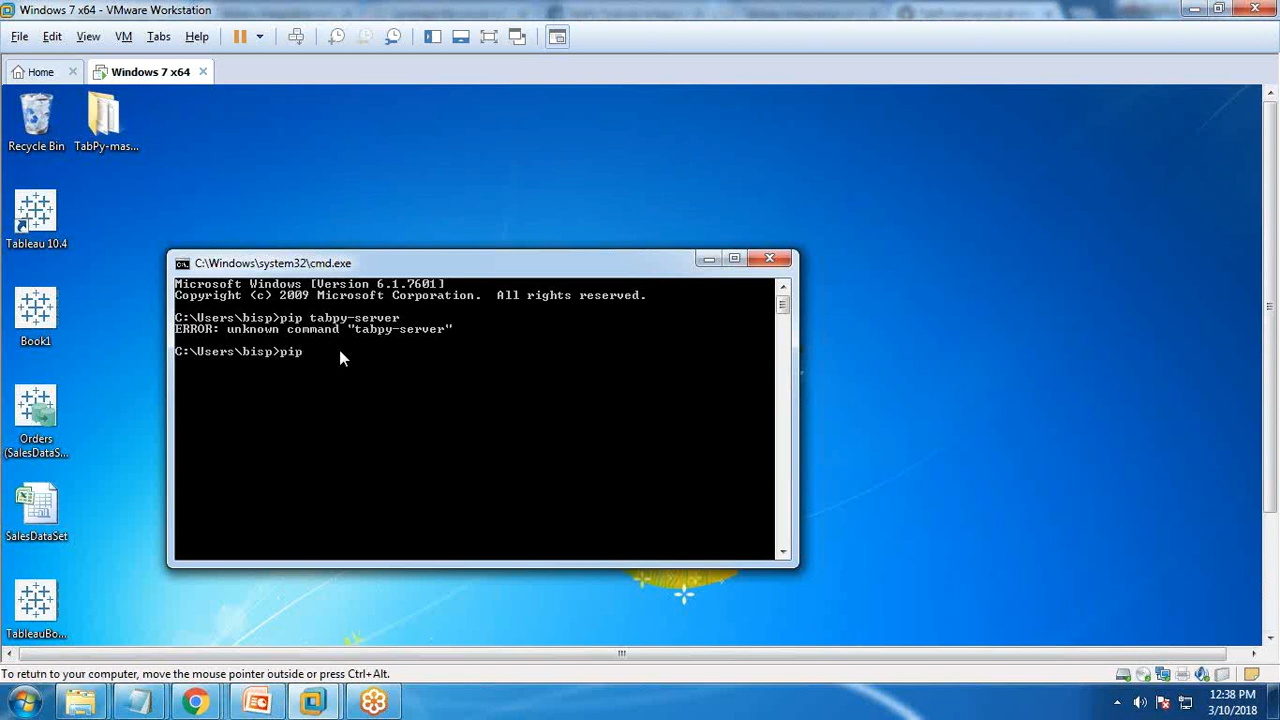 Windows 7 x64 - VMware Workstation
File Edit View VM Tabs Help
Home
Windows 7 x64
Recycle Bin
TabPy-mas...
Tableau 10.4
Book1
Orders
(SalesDataS...
SalesDataSet
TableauBo...
C:\Windows\system32\cmd.exe
Microsoft Windows [Version 6.1.7601]
Copyright (c) 2009 Microsoft Corporation. All rights reserved.
C:\Users\bisp>pip tabpy-server
ERROR: unknown command "tabpy-server"
C:\Users\bisp>pip
To return to your computer, move the mouse pointer outside or press Ctrl+Alt.
12:38 PM
3/10/2018